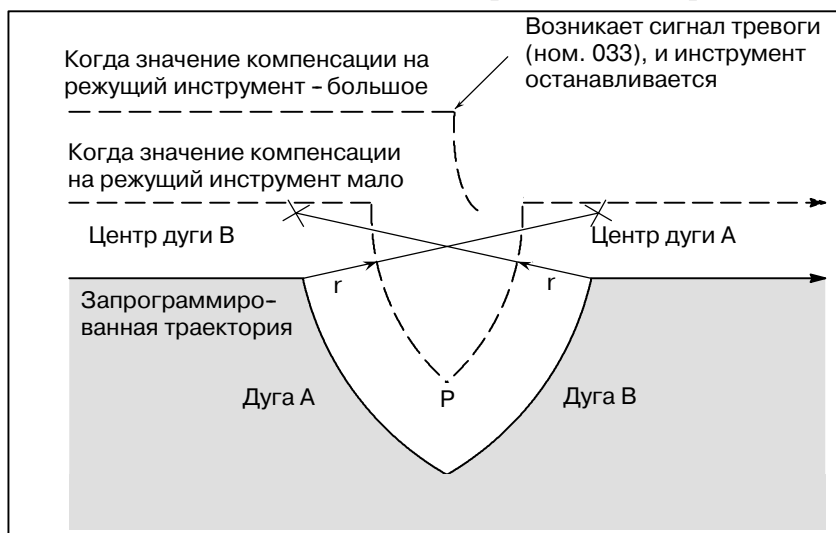 Возникает сигнал тревоги
(ном. 033), и инструмент
останавливается
Когда значение компенсации на
режущий инструмент – большое
Когда значение компенсации
на режущий инструмент мало
Центр дуги B
Центр дуги A
r
r
Запрограммиро-
ванная траектория
Дуга A
P
Дуга B